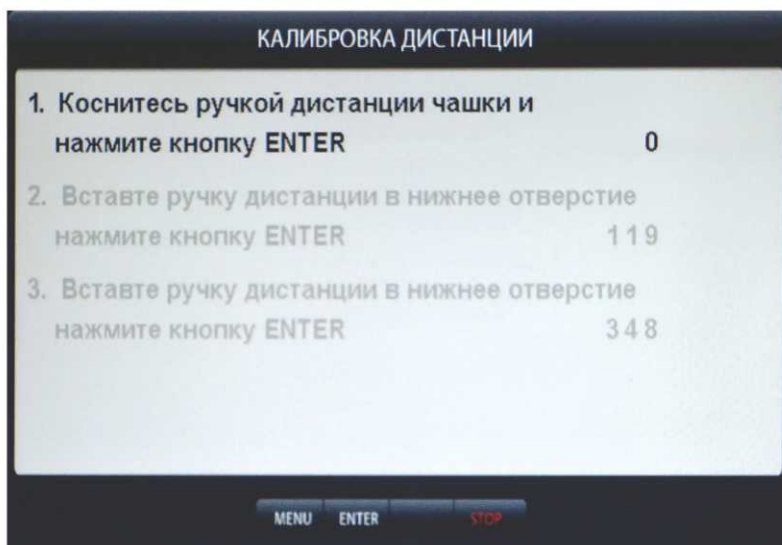 КАЛИБРОВКА ДИСТАНЦИИ
1. Коснитесь ручкой дистанции чашки и
нажмите кнопку ENTER 0
2. Вставте ручку дистанции в нижнее отверстие
нажмите кнопку ENTER 119
3. Вставте ручку дистанции в нижнее отверстие
нажмите кнопку ENTER 348
MENU ENTER STOP